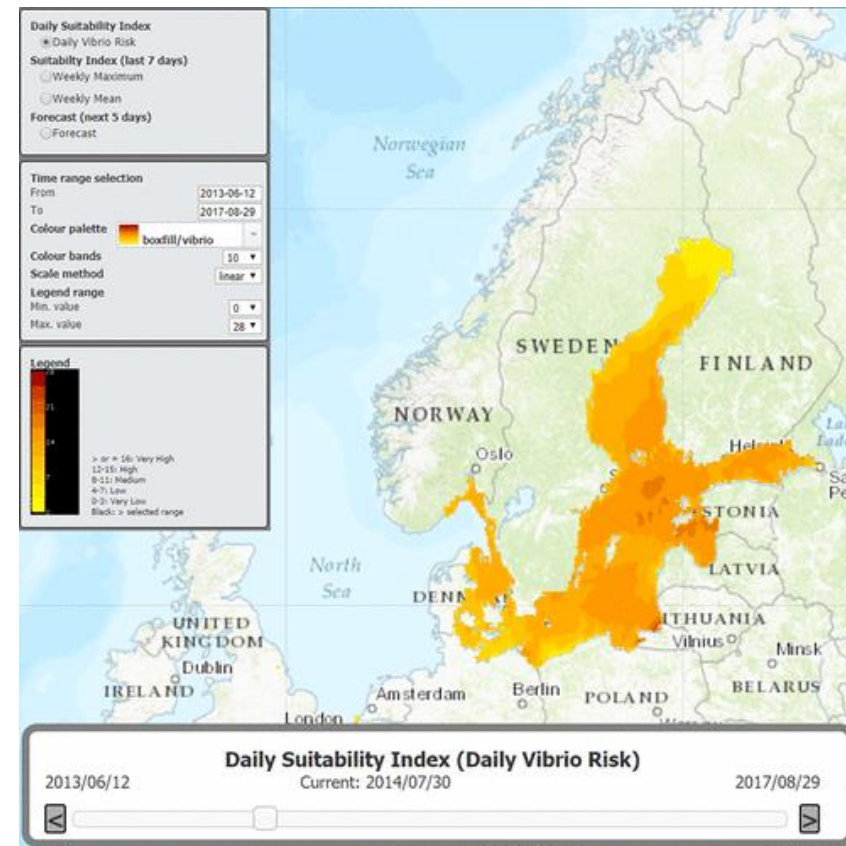 Daily Suitability Index
Daily Vibrio Risk
Suitabilty Index (last 7 days)
Weekly Maximum
Weekly Mean
Forecast (next 5 days)
Forecast
Time range selection
From 2013-06-12
To 2017-08-29
Colour palette boxfill/vibrio
Colour bands 10
Scale method linear
Legend range
Min. value 0
Max. value 28
Legend
21
14
7
> or = 16: Very High
12-15: High
8-11: Medium
4-7: Low
0-3: Very Low
Black: > selected range
Norwegian
Sea
SWEDEN
FINLAND
NORWAY
Oslo
ESTONIA
North
Sea
LATVIA
UNITED
KINGDOM
Vilnius
Minsk
Dublin
IRELAND
Amsterdam
Berlin
POLAND
BELARUS
London
Daily Suitability Index (Daily Vibrio Risk)
2013/06/12 Current: 2014/07/30 2017/08/29
< >